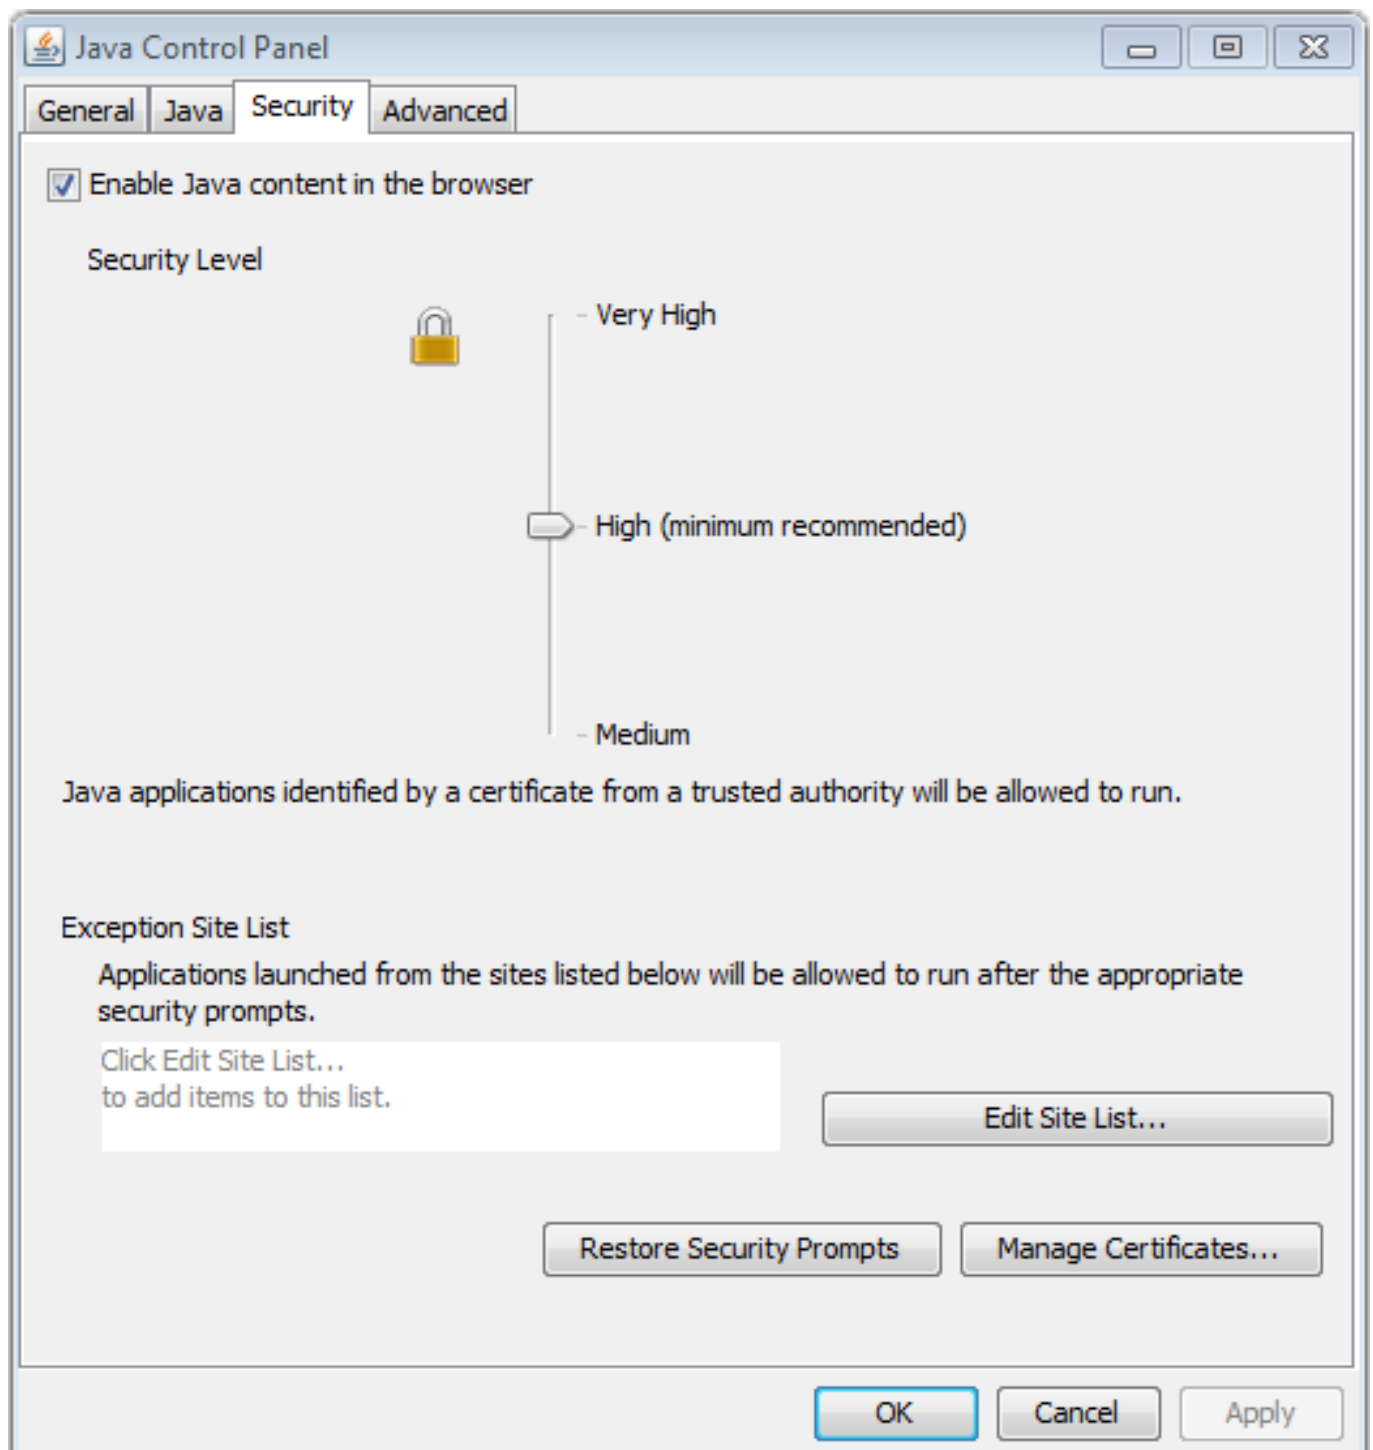 Java Control Panel
General Java Security Advanced
Enable Java content in the browser
Security Level
Very High
High (minimum recommended)
Medium
Java applications identified by a certificate from a trusted authority will be allowed to run.
Exception Site List
Applications launched from the sites listed below will be allowed to run after the appropriate
security prompts.
Click Edit Site List...
to add items to this list.
Edit Site List...
Restore Security Prompts Manage Certificates...
OK Cancel Apply